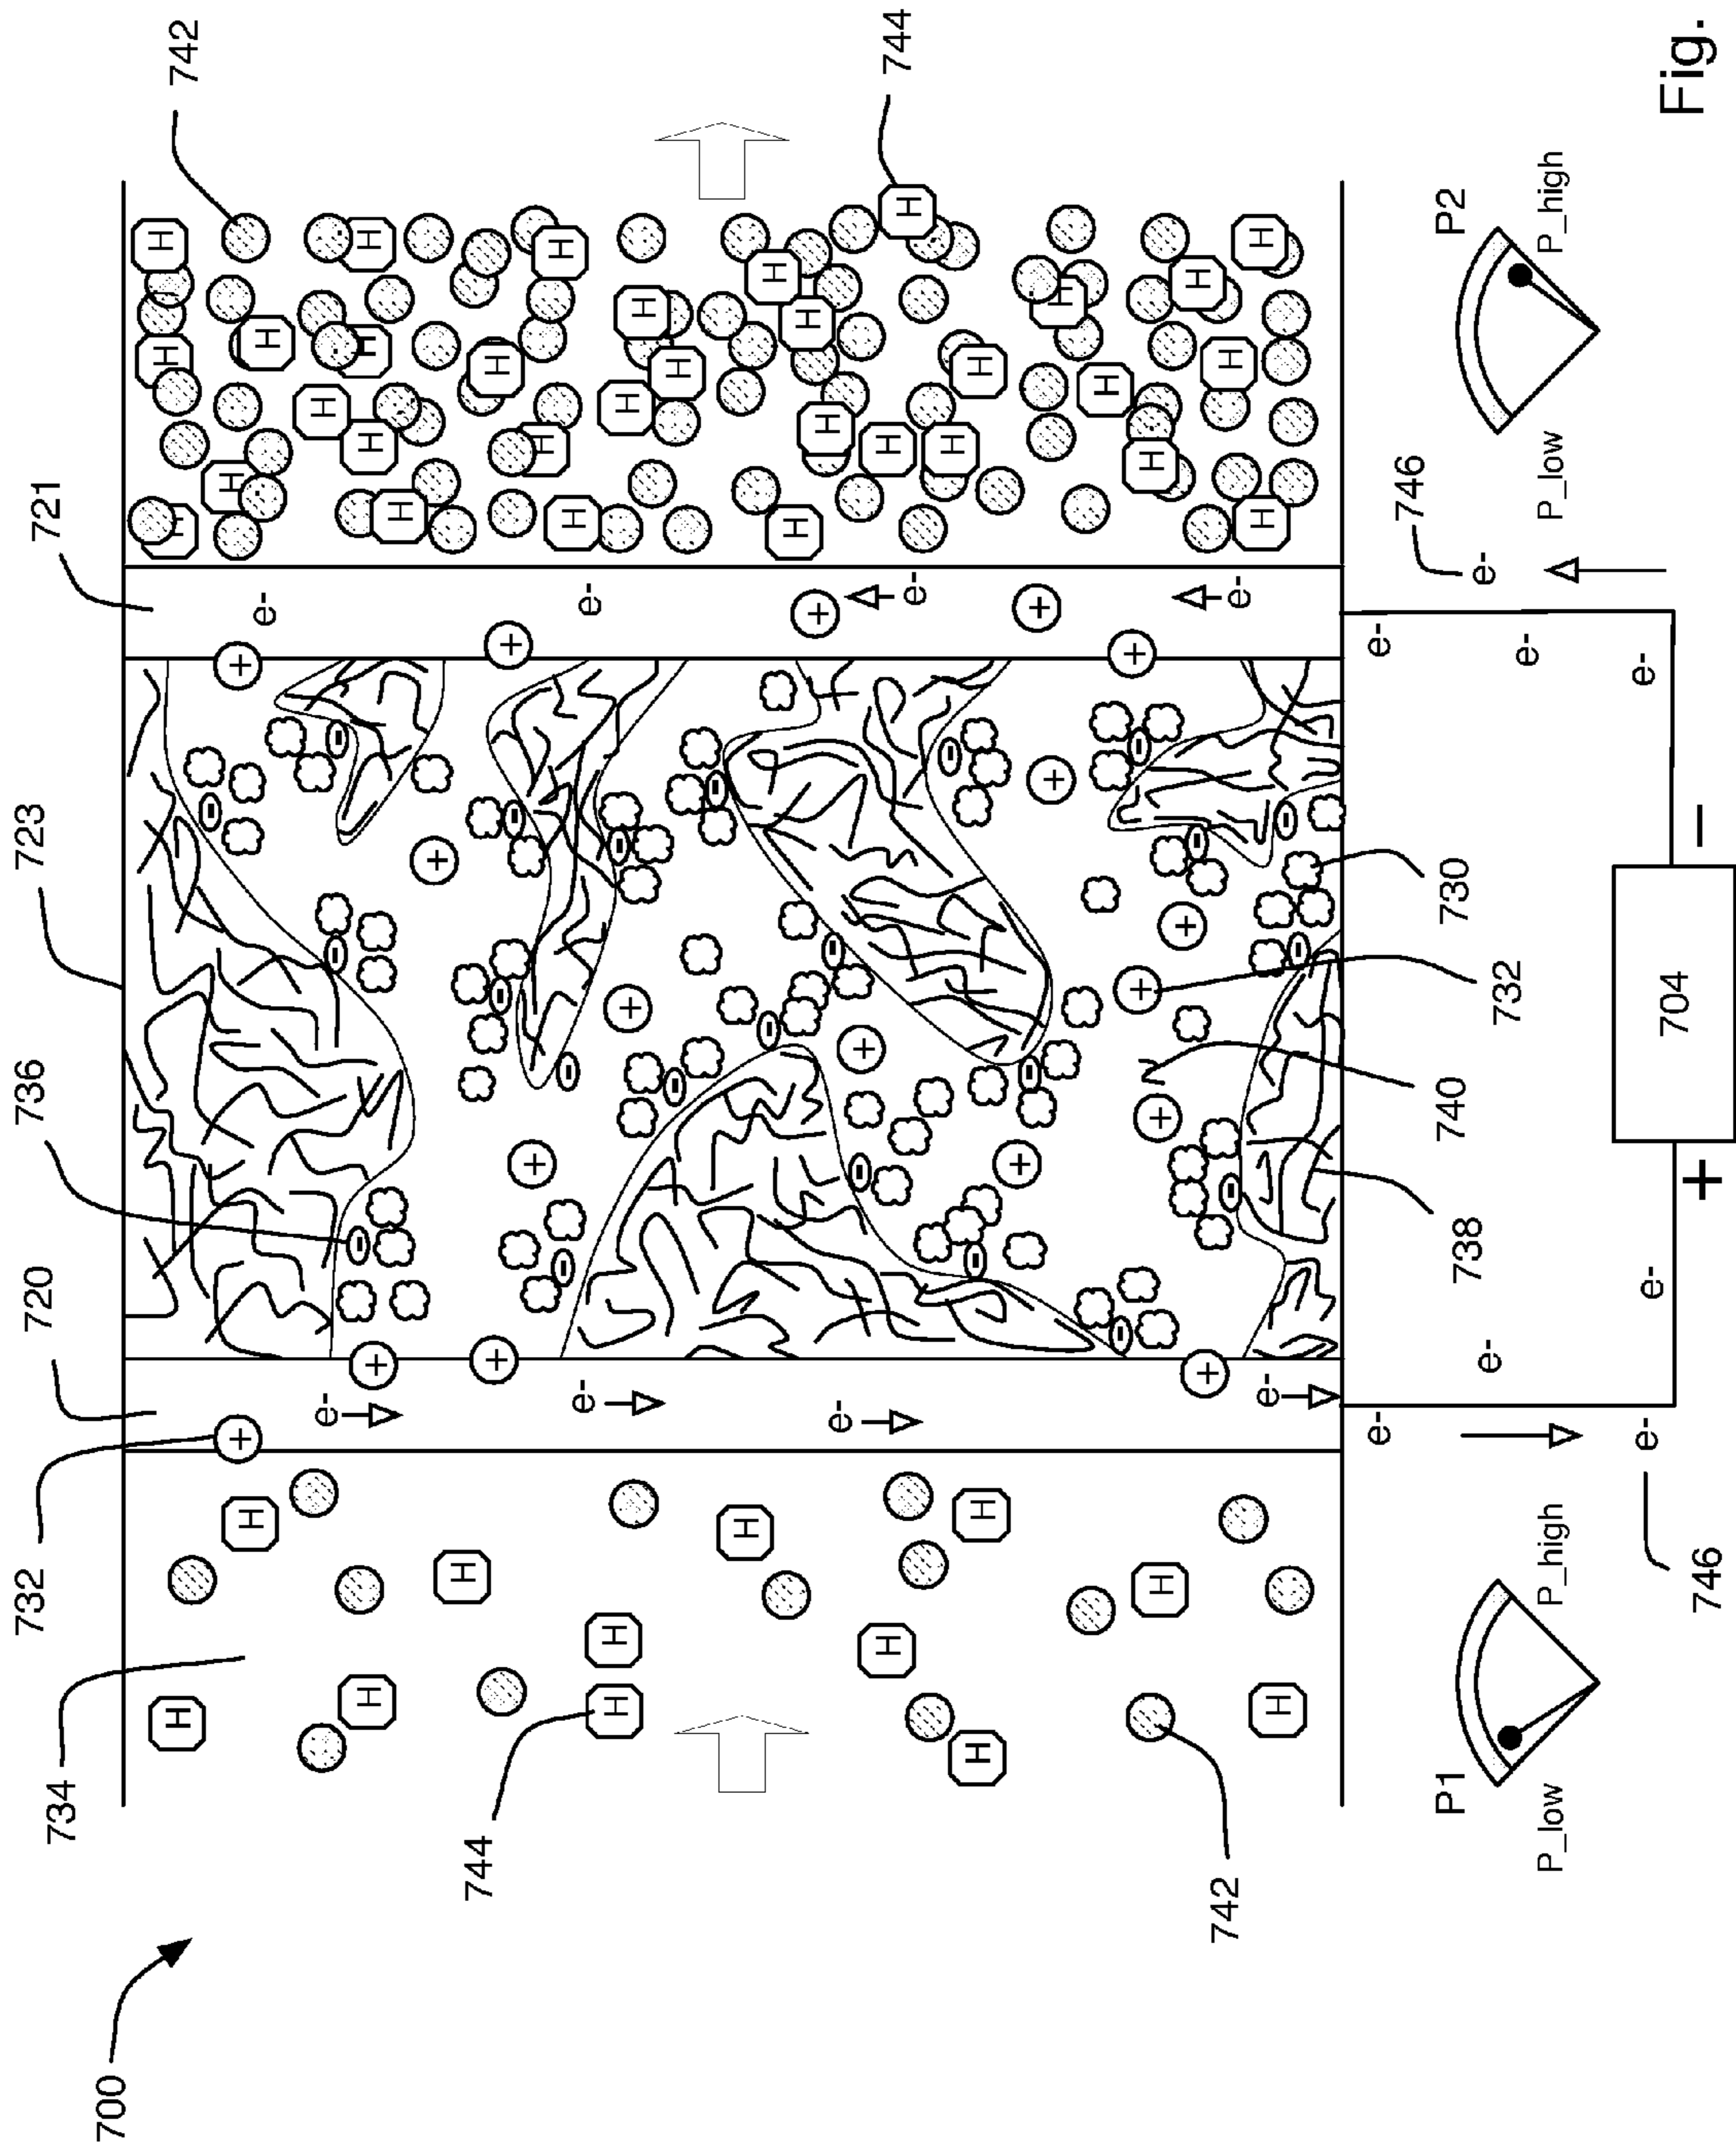 734
732
720
736
723
721
700
742
H H H H H H H H H H H H
+ + + + + + + + + + + + + + + + + + +
e- e- e- e-
e- e- e- e-
H H H H H H H H H H H H H H H H H H H H H H H H H H H H H H H H
744
744
742
738
740
732
730
746
P1
P_low
P_high
P2
P_low
P_high
e-
e-
e-
e-
746
e-
e-
e-
e-
+
704
−
Fig.